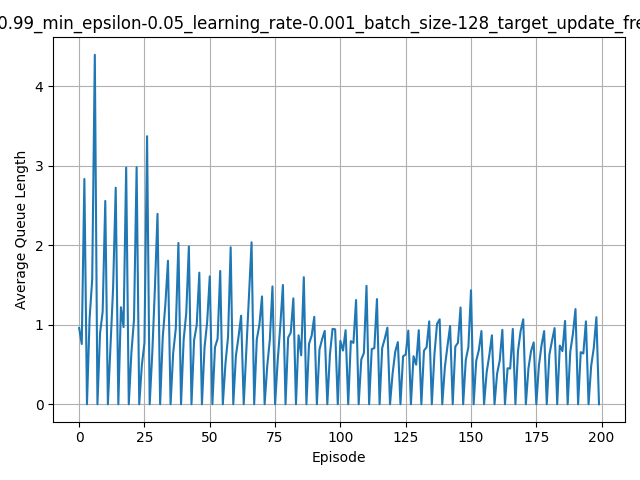 0.99_min_epsilon-0.05_learning_rate-0.001_batch_size-128_target_update_fre
Average Queue Length
4
3
2
1
0
0 25 50 75 100 125 150 175 200
Episode